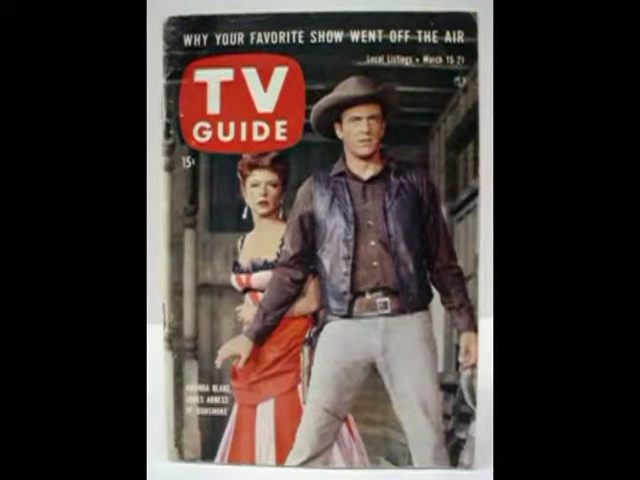 WHY YOUR FAVORITE SHOW WENT OFF THE AIR
Local Listings • March 15-21
TV
GUIDE
15¢
AMANDA BLAKE,
JAMES ARNESS
OF 'GUNSMOKE'